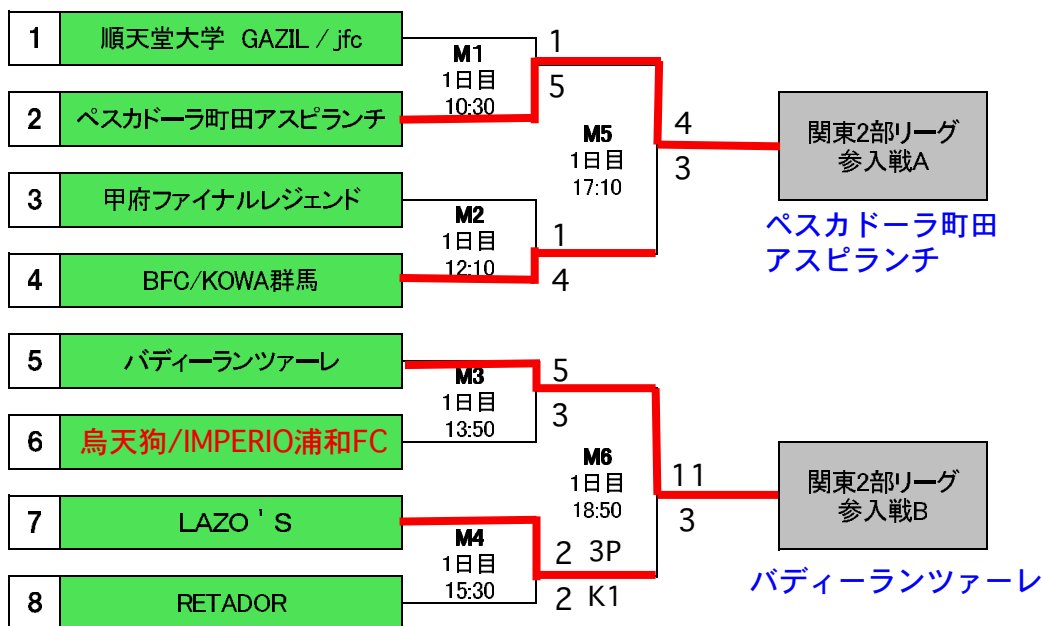 1 順天堂大学 GAZIL / jfc
M1
1日目
10:30
1
5
2 ペスカドーラ町田アスピランチ
M5
1日目
17:10
4
3
関東2部リーグ
参入戦A
ペスカドーラ町田
アスピランチ
3 甲府ファイナルレジェンド
M2
1日目
12:10
1
4
4 BFC/KOWA群馬
5 バディーランツァーレ
M3
1日目
13:50
5
3
6 烏天狗/IMPERIO浦和FC
M6
1日目
18:50
11
3
関東2部リーグ
参入戦B
バディーランツァーレ
7 LAZO'S
M4
1日目
15:30
2 3P
2 K1
8 RETADOR